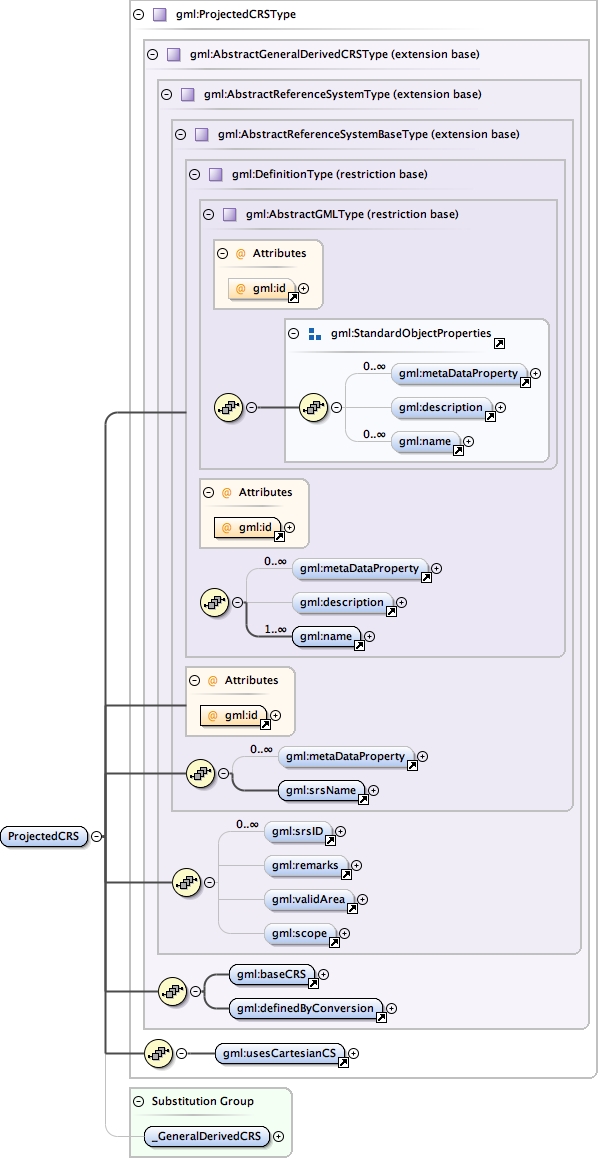 gml:ProjectedCRSType
gml:AbstractGeneralDerivedCRSType (extension base)
gml:AbstractReferenceSystemType (extension base)
gml:AbstractReferenceSystemBaseType (extension base)
gml:DefinitionType (restriction base)
gml:AbstractGMLType (restriction base)
@ Attributes
@ gml:id
gml:StandardObjectProperties
0..∞
gml:metaDataProperty
gml:description
0..∞
gml:name
@ Attributes
@ gml:id
0..∞
gml:metaDataProperty
gml:description
1..∞
gml:name
@ Attributes
@ gml:id
0..∞
gml:metaDataProperty
gml:srsName
0..∞
gml:srsID
ProjectedCRS
gml:remarks
gml:validArea
gml:scope
gml:baseCRS
gml:definedByConversion
gml:usesCartesianCS
Substitution Group
_GeneralDerivedCRS